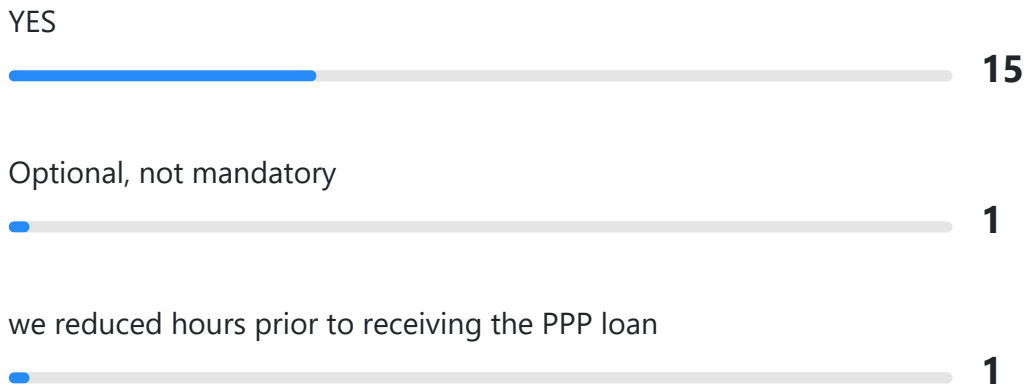 YES
15
Optional, not mandatory
1
we reduced hours prior to receiving the PPP loan
1